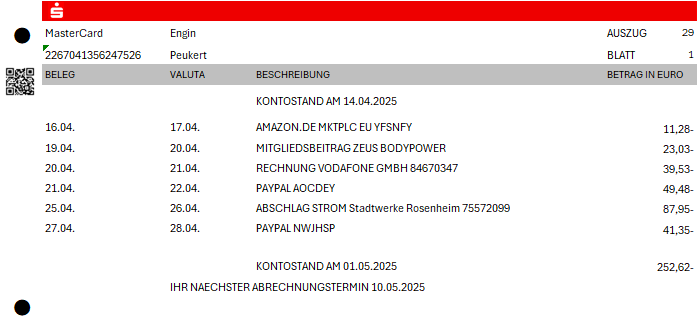 MasterCard Engin AUSZUG 29
2267041356247526 Peukert BLATT 1
BELEG VALUTA BESCHREIBUNG BETRAG IN EURO
KONTOSTAND AM 14.04.2025
16.04. 17.04. AMAZON.DE MKTPLC EU YFSNFY 11,28-
19.04. 20.04. MITGLIEDSBEITRAG ZEUS BODYPOWER 23,03-
20.04. 21.04. RECHNUNG VODAFONE GMBH 84670347 39,53-
21.04. 22.04. PAYPAL AOCDEY 49,48-
25.04. 26.04. ABSCHLAG STROM Stadtwerke Rosenheim 75572099 87,95-
27.04. 28.04. PAYPAL NWJHSP 41,35-
KONTOSTAND AM 01.05.2025 252,62-
IHR NAECHSTER ABRECHNUNGSTERMIN 10.05.2025